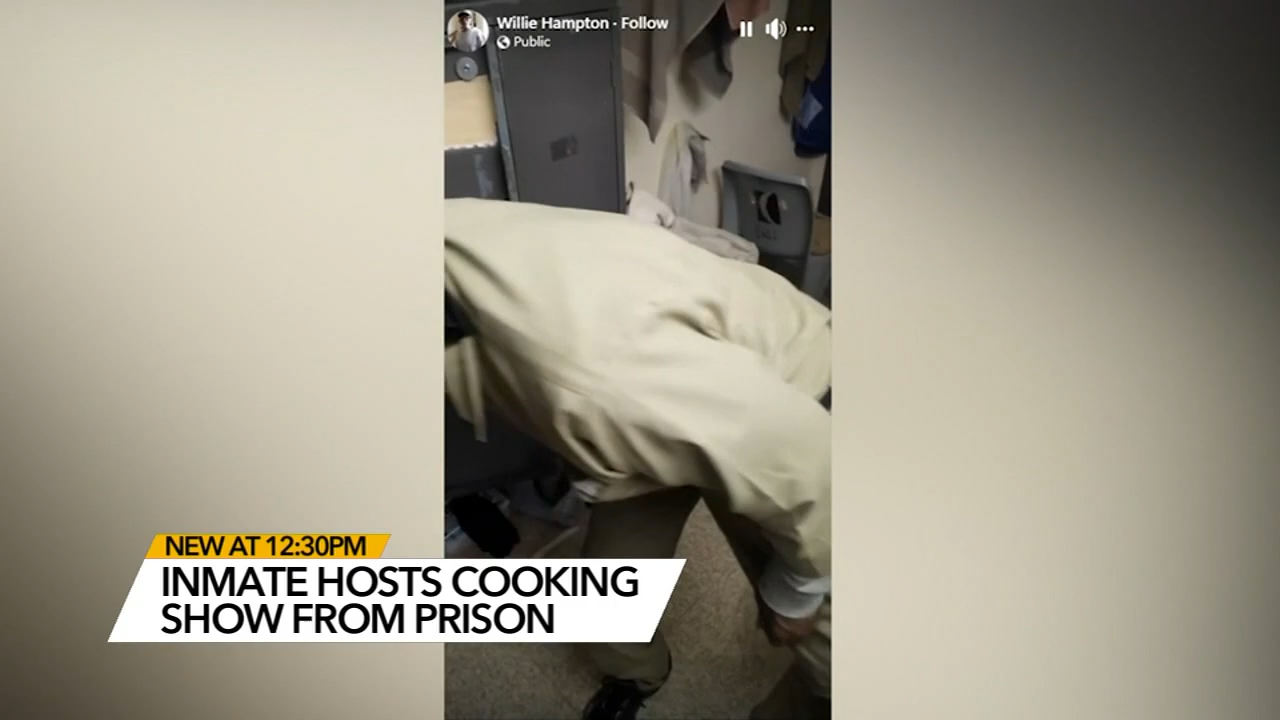 Willie Hampton · Follow
Public
NEW AT 12:30PM
INMATE HOSTS COOKING
SHOW FROM PRISON